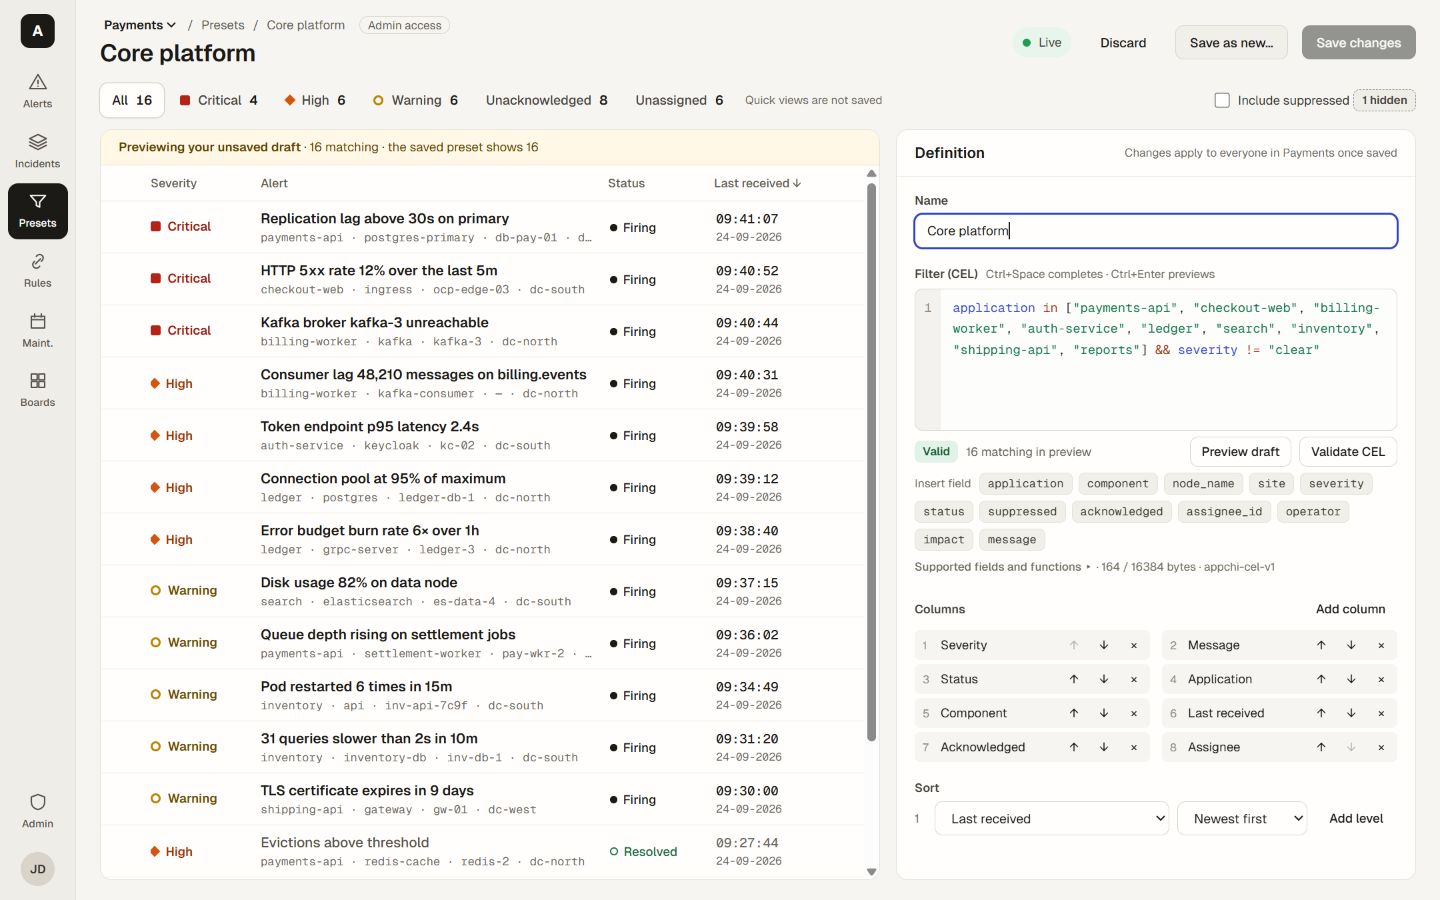 A
Alerts
Incidents
Presets
Rules
Maint.
Boards
Admin
JD
Payments / Presets / Core platform Admin access
Core platform
Live Discard Save as new... Save changes
All 16 Critical 4 High 6 Warning 6 Unacknowledged 8 Unassigned 6 Quick views are not saved
Include suppressed 1 hidden
Previewing your unsaved draft · 16 matching · the saved preset shows 16
Severity Alert Status Last received ↓
Critical Replication lag above 30s on primary Firing 09:41:07
payments-api · postgres-primary · db-pay-01 · d… 24-09-2026
Critical HTTP 5xx rate 12% over the last 5m Firing 09:40:52
checkout-web · ingress · ocp-edge-03 · dc-south 24-09-2026
Critical Kafka broker kafka-3 unreachable Firing 09:40:44
billing-worker · kafka · kafka-3 · dc-north 24-09-2026
High Consumer lag 48,210 messages on billing.events Firing 09:40:31
billing-worker · kafka-consumer · — · dc-north 24-09-2026
High Token endpoint p95 latency 2.4s Firing 09:39:58
auth-service · keycloak · kc-02 · dc-south 24-09-2026
High Connection pool at 95% of maximum Firing 09:39:12
ledger · postgres · ledger-db-1 · dc-north 24-09-2026
High Error budget burn rate 6× over 1h Firing 09:38:40
ledger · grpc-server · ledger-3 · dc-north 24-09-2026
Warning Disk usage 82% on data node Firing 09:37:15
search · elasticsearch · es-data-4 · dc-south 24-09-2026
Warning Queue depth rising on settlement jobs Firing 09:36:02
payments-api · settlement-worker · pay-wkr-2 · … 24-09-2026
Warning Pod restarted 6 times in 15m Firing 09:34:49
inventory · api · inv-api-7c9f · dc-south 24-09-2026
Warning 31 queries slower than 2s in 10m Firing 09:31:20
inventory · inventory-db · inv-db-1 · dc-south 24-09-2026
Warning TLS certificate expires in 9 days Firing 09:30:00
shipping-api · gateway · gw-01 · dc-west 24-09-2026
High Evictions above threshold Resolved 09:27:44
payments-api · redis-cache · redis-2 · dc-north 24-09-2026
Definition Changes apply to everyone in Payments once saved
Name
Core platform
Filter (CEL) Ctrl+Space completes · Ctrl+Enter previews
1 application in ["payments-api", "checkout-web", "billing-
worker", "auth-service", "ledger", "search", "inventory",
"shipping-api", "reports"] && severity != "clear"
Valid 16 matching in preview Preview draft Validate CEL
Insert field application component node_name site severity
status suppressed acknowledged assignee_id operator
impact message
Supported fields and functions ‣ · 164 / 16384 bytes · appchi-cel-v1
Columns Add column
1 Severity ↑ ↓ × 2 Message ↑ ↓ ×
3 Status ↑ ↓ × 4 Application ↑ ↓ ×
5 Component ↑ ↓ × 6 Last received ↑ ↓ ×
7 Acknowledged ↑ ↓ × 8 Assignee ↑ ↓ ×
Sort
1 Last received Newest first Add level